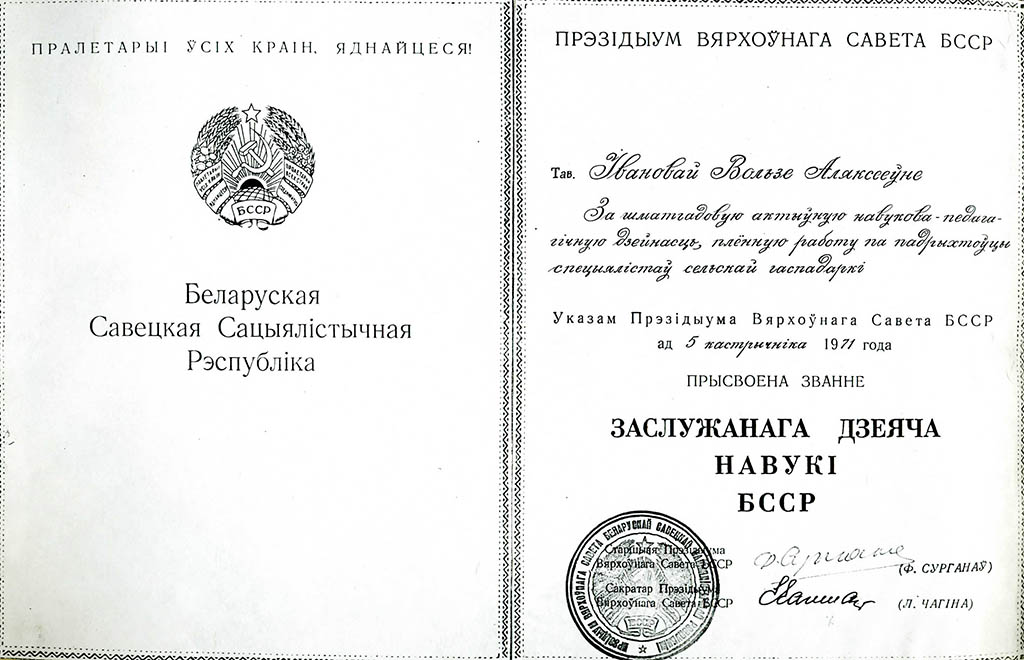 ПРАЛЕТАРЫІ ЎСІХ КРАІН, ЯДНАЙЦЕСЯ!
БССР
Беларуская
Савецкая Сацыялістычная
Рэспубліка
ПРЭЗІДЫУМ ВЯРХОЎНАГА САВЕТА БССР
Тав. Івановай Вользе Аляксееўне
За шматгадовую актыўную навукова-педага-
гічную дзейнасць, плённую работу па падрыхтоўцы
спецыялістаў сельскай гаспадаркі
Указам Прэзідыума Вярхоўнага Савета БССР
ад 5 кастрычніка 1971 года
ПРЫСВОЕНА ЗВАННЕ
ЗАСЛУЖАНАГА ДЗЕЯЧА
НАВУКІ
БССР
Старшыня Прэзідыума
Вярхоўнага Савета БССР
(Ф. СУРГАНАЎ)
Сакратар Прэзідыума
Вярхоўнага Савета БССР
(Л. ЧАГІНА)